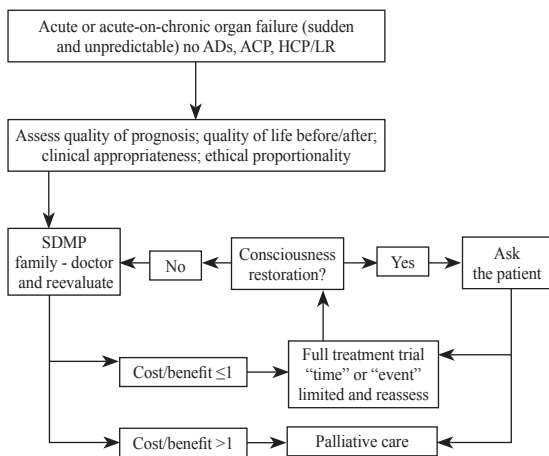 Acute or acute-on-chronic organ failure (sudden
and unpredictable) no ADs, ACP, HCP/LR
Assess quality of prognosis; quality of life before/after;
clinical appropriateness; ethical proportionality
SDMP
family - doctor
and reevaluate
No
Consciousness
restoration?
Yes
Ask
the patient
Cost/benefit ≤1
Full treatment trial
“time” or “event”
limited and reassess
Cost/benefit >1
Palliative care